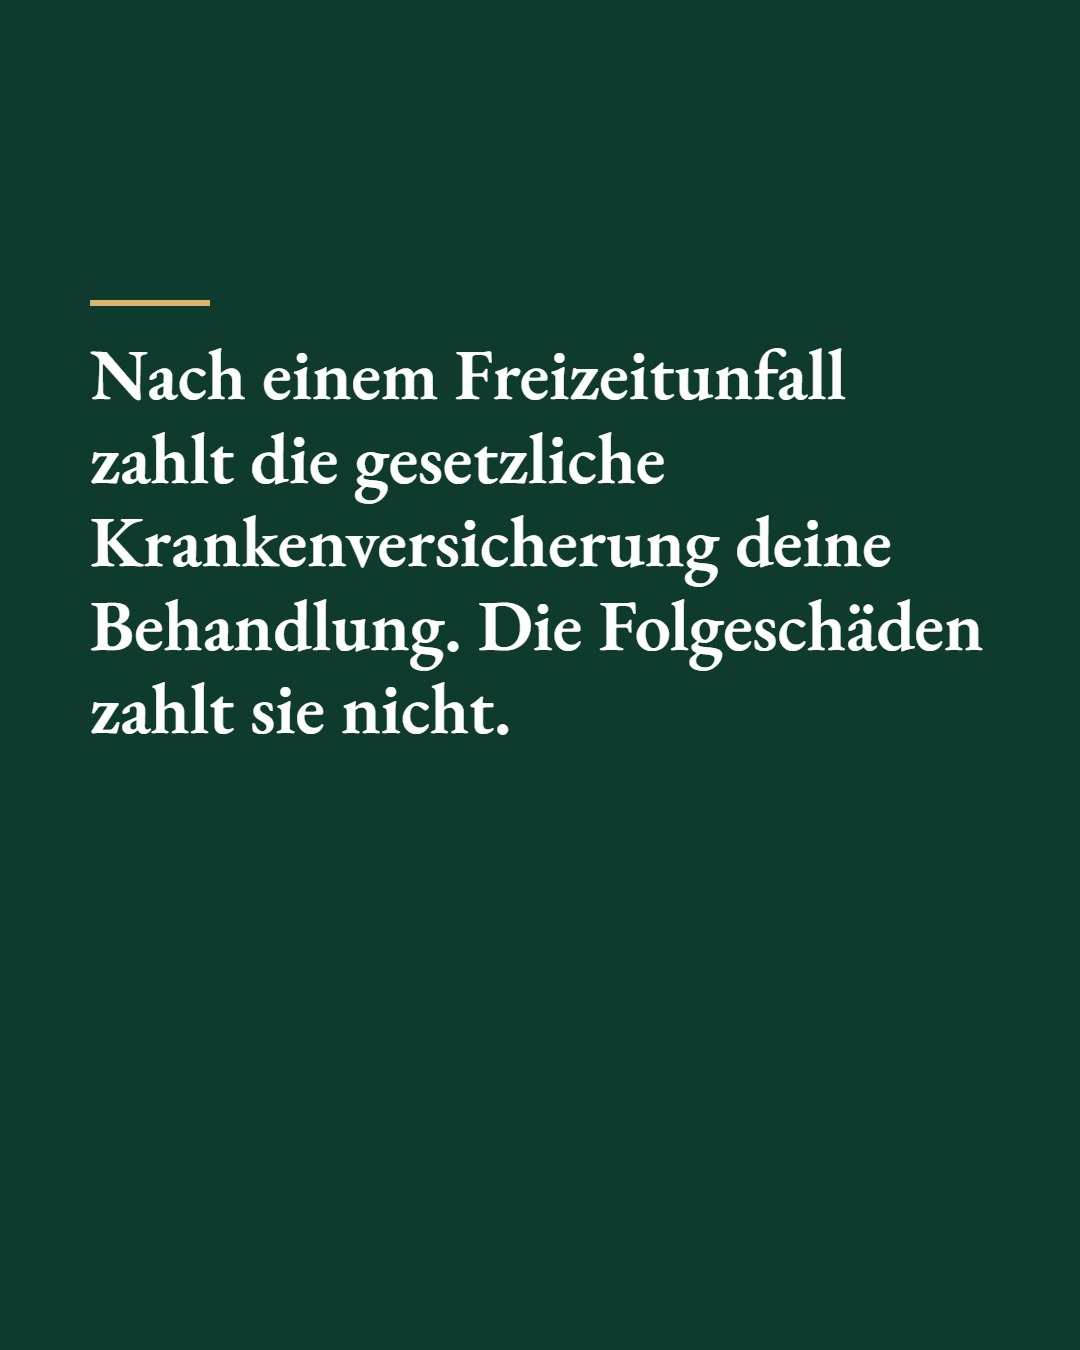 Nach einem Freizeitunfall
zahlt die gesetzliche
Krankenversicherung deine
Behandlung. Die Folgeschäden
zahlt sie nicht.